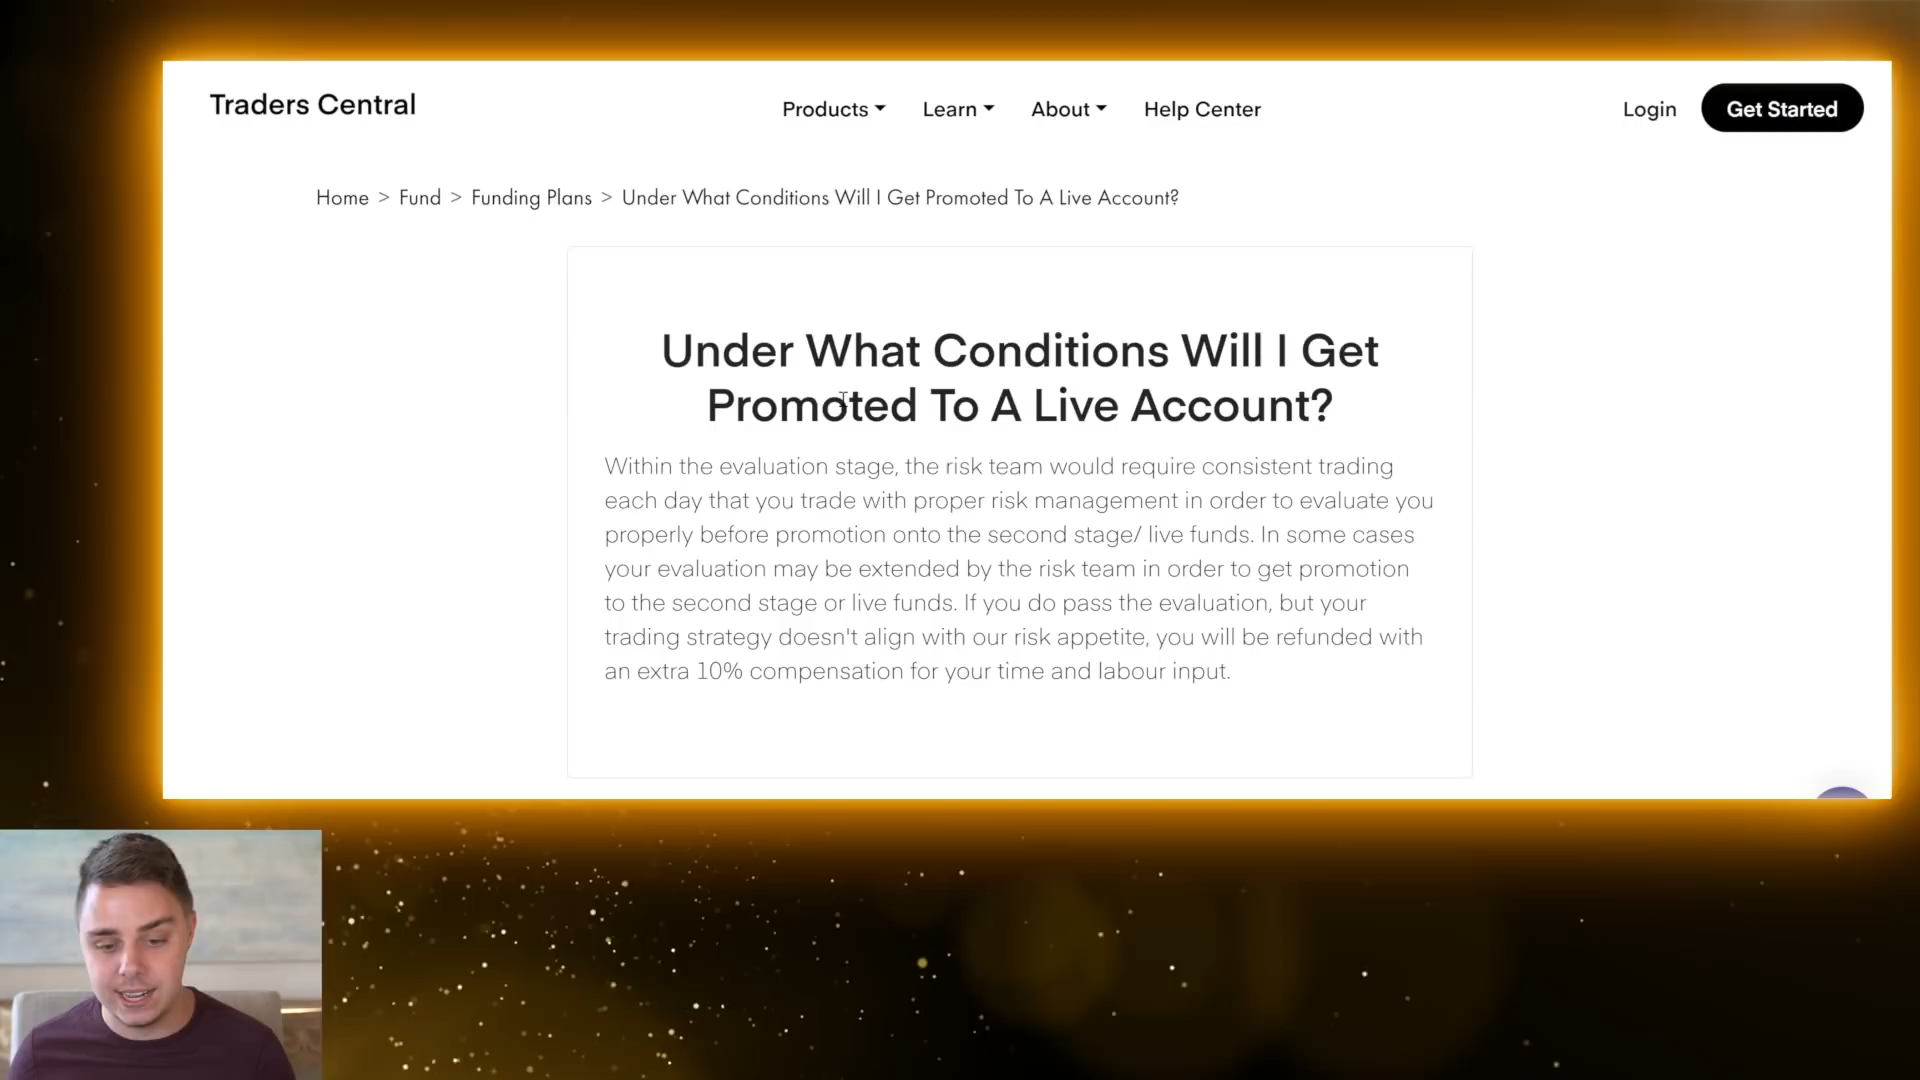 Traders Central
Products Learn About Help Center
Login Get Started
Home > Fund > Funding Plans > Under What Conditions Will I Get Promoted To A Live Account?
Under What Conditions Will I Get
Promoted To A Live Account?
Within the evaluation stage, the risk team would require consistent trading
each day that you trade with proper risk management in order to evaluate you
properly before promotion onto the second stage/ live funds. In some cases
your evaluation may be extended by the risk team in order to get promotion
to the second stage or live funds. If you do pass the evaluation, but your
trading strategy doesn't align with our risk appetite, you will be refunded with
an extra 10% compensation for your time and labour input.